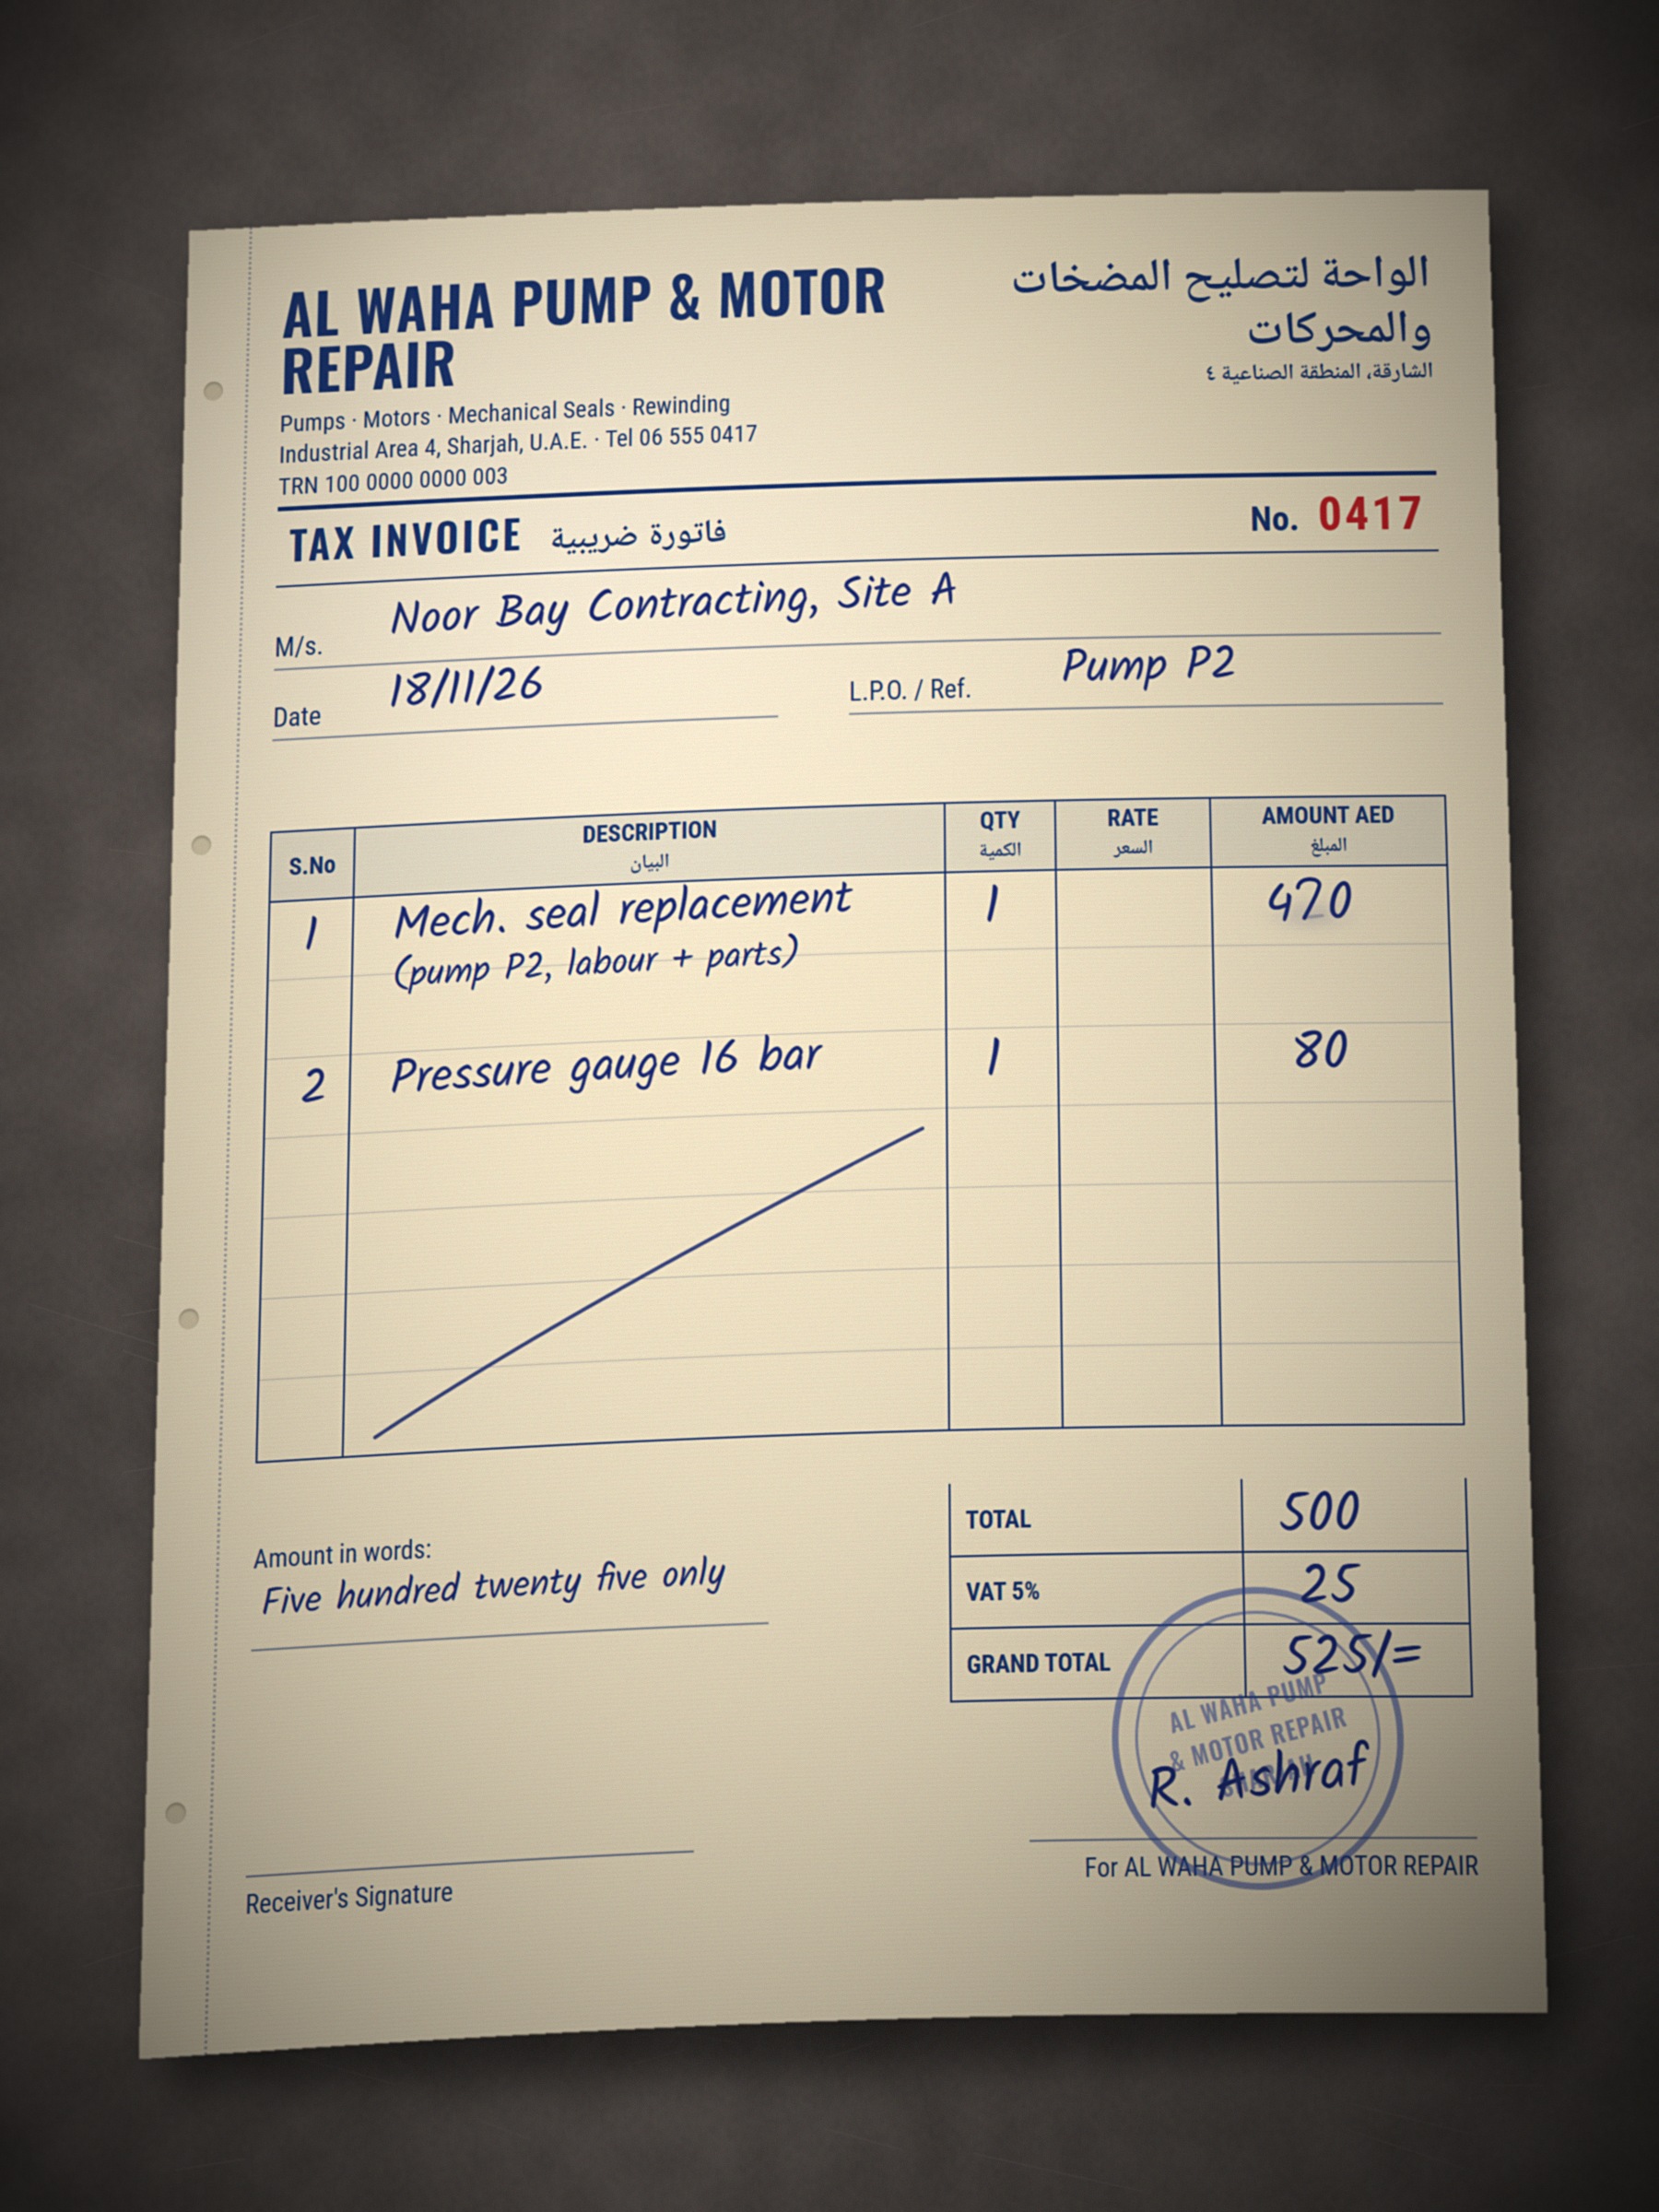 AL WAHA PUMP & MOTOR
REPAIR
الواحة لتصليح المضخات
والمحركات
الشارقة، المنطقة الصناعية ٤
Pumps · Motors · Mechanical Seals · Rewinding
Industrial Area 4, Sharjah, U.A.E. · Tel 06 555 0417
TRN 100 0000 0000 003
TAX INVOICE فاتورة ضريبية No. 0417
M/s. Noor Bay Contracting, Site A
Date 18/11/26 L.P.O. / Ref. Pump P2
S.No DESCRIPTION QTY RATE AMOUNT AED
البيان الكمية السعر المبلغ
1 Mech. seal replacement 1
(pump P2, labour + parts)
2 Pressure gauge 16 bar 1 80
TOTAL 500
Amount in words:
Five hundred twenty five only
VAT 5% 25
GRAND TOTAL 525/=
AL WAHA PUMP
& MOTOR REPAIR
R. Ashraf
For AL WAHA PUMP & MOTOR REPAIR
Receiver's Signature